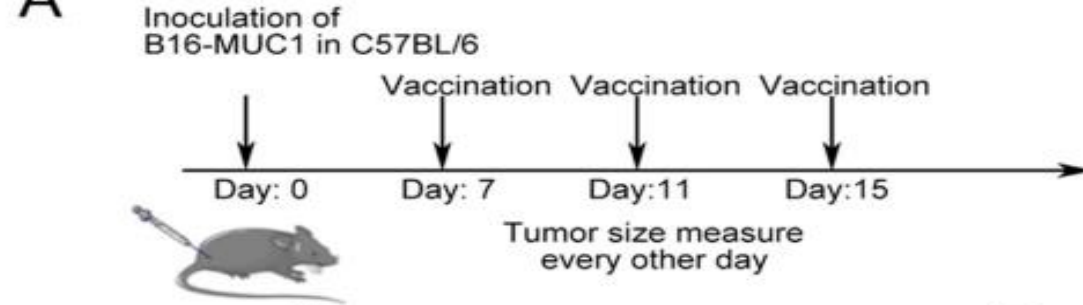 A
Inoculation of
B16-MUC1 in C57BL/6
Vaccination Vaccination Vaccination
Day: 0 Day: 7 Day:11 Day:15
Tumor size measure
every other day